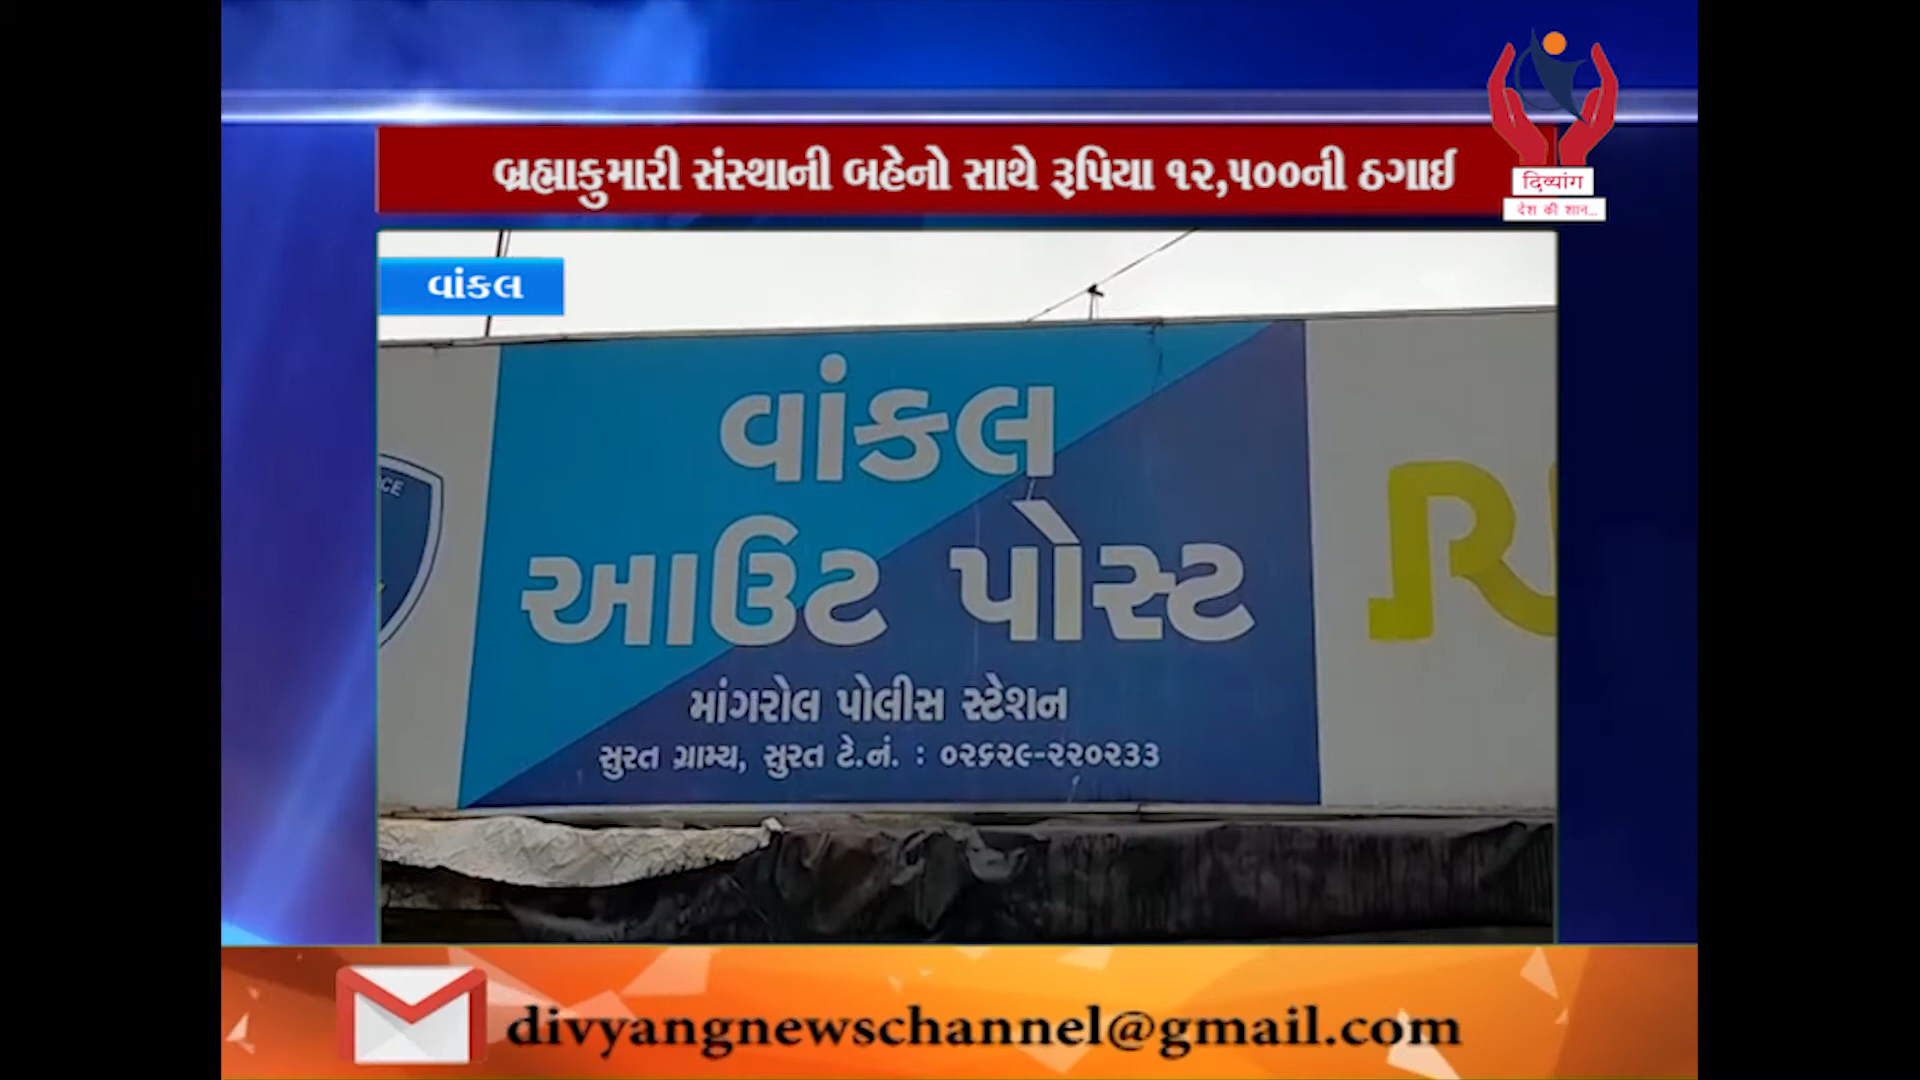 બ્રહ્માકુમારી સંસ્થાની બહેનો સાથે રૂપિયા ૧૨,૫૦૦ની ઠગાઈ
दिव्यांग
देश की शान...
વાંકલ
વાંકલ
આઉટ પોસ્ટ
માંગરોલ પોલીસ સ્ટેશન
સુરત ગ્રામ્ય, સુરત ટે.નં. : ૦૨૬૨૯-૨૨૦૨૩૩
divyangnewschannel@gmail.com